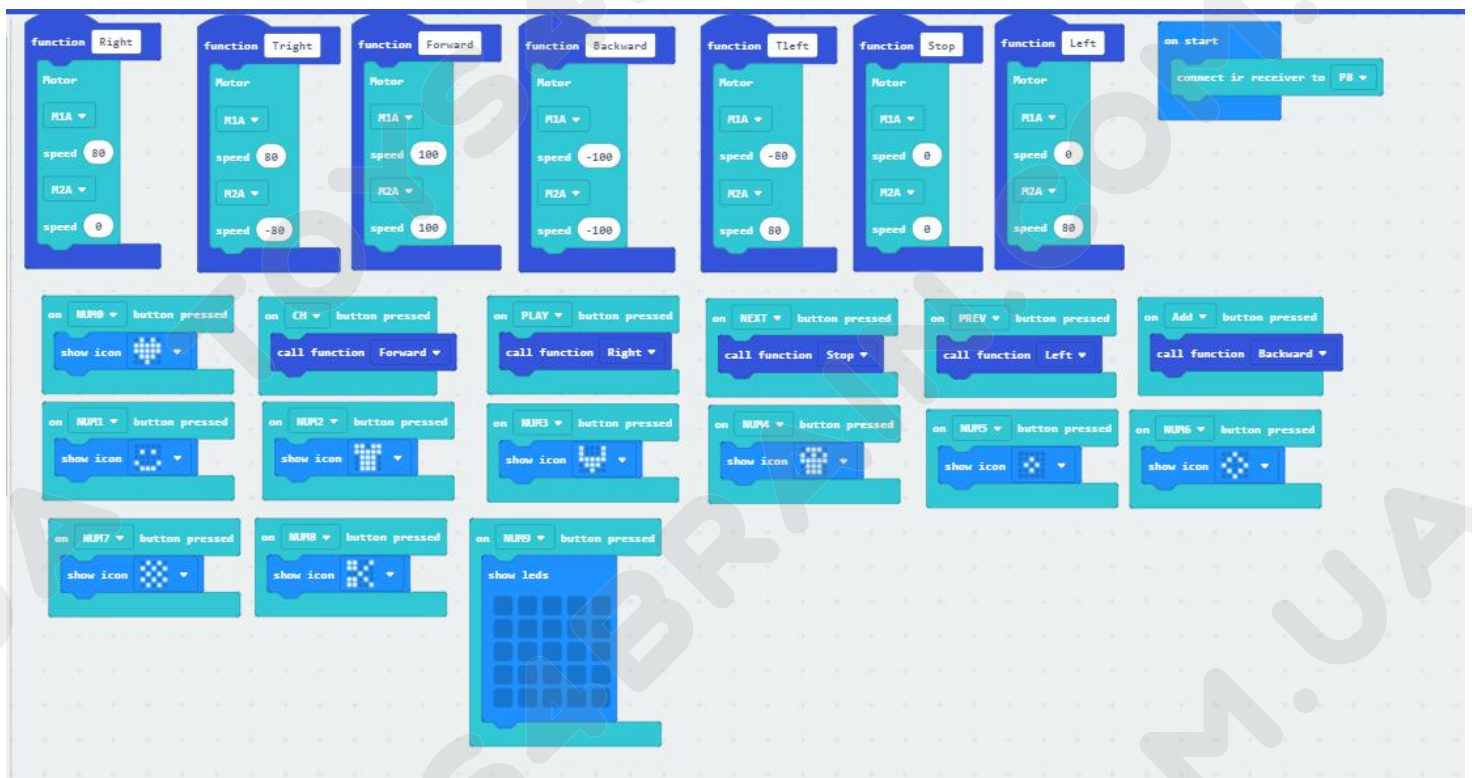 function Right
Motor
M1A
speed 80
M2A
speed 0
function Tright
Motor
M1A
speed 80
M2A
speed -80
function Forward
Motor
M1A
speed 100
M2A
speed 100
function Backward
Motor
M1A
speed -100
M2A
speed -100
function Tleft
Motor
M1A
speed -80
M2A
speed 80
function Stop
Motor
M1A
speed 0
M2A
speed 0
function Left
Motor
M1A
speed 0
M2A
speed 80
on start
connect ir receiver to P8
on NUM0 button pressed
show icon
on CH button pressed
call function Forward
on PLAY button pressed
call function Right
on NEXT button pressed
call function Stop
on PREV button pressed
call function Left
on Add button pressed
call function Backward
on NUM1 button pressed
show icon
on NUM2 button pressed
show icon
on NUM3 button pressed
show icon
on NUM4 button pressed
show icon
on NUM5 button pressed
show icon
on NUM6 button pressed
show icon
on NUM7 button pressed
show icon
on NUM8 button pressed
show icon
on NUM9 button pressed
show leds